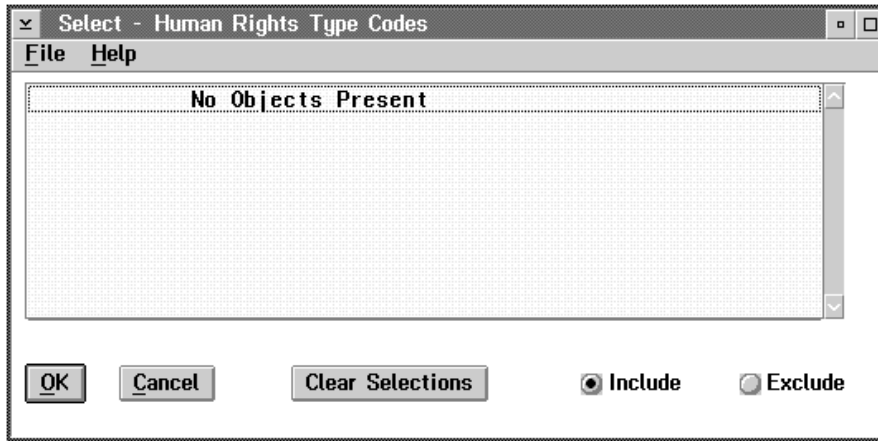 Select - Human Rights Type Codes
File Help
No Objects Present
OK Cancel Clear Selections Include Exclude